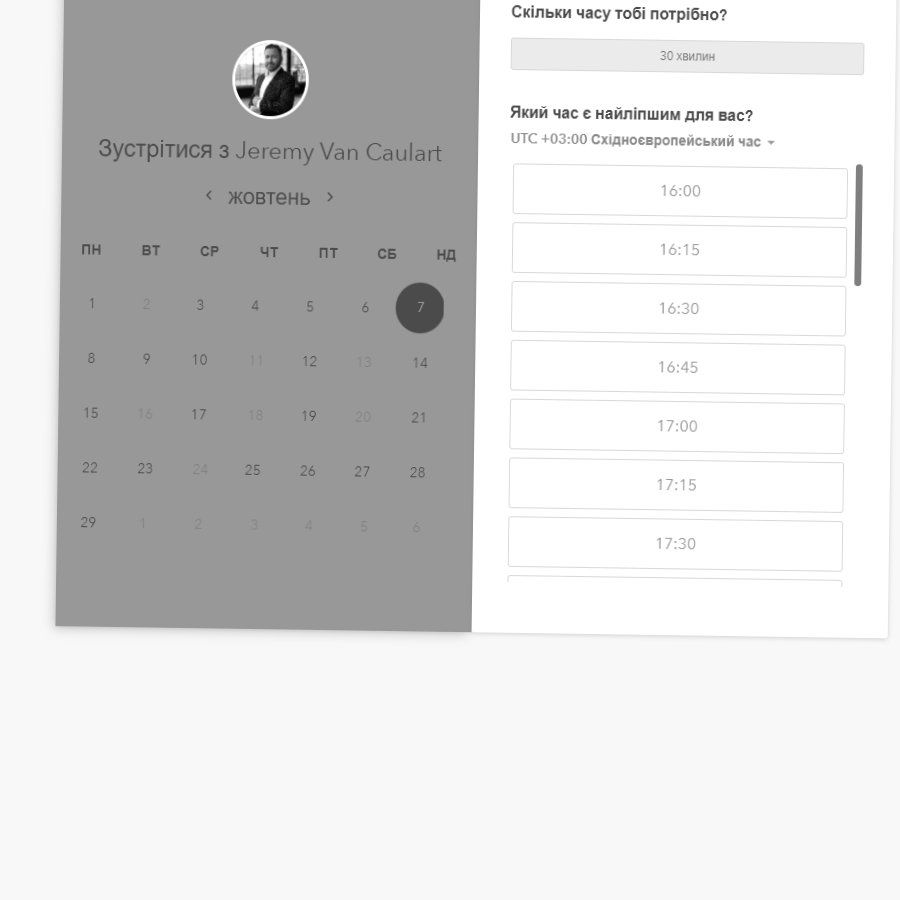 Зустрітися з Jeremy Van Caulart
жовтень
ПН ВТ СР ЧТ ПТ СБ НД
1 2 3 4 5 6 7
8 9 10 11 12 13 14
15 16 17 18 19 20 21
22 23 24 25 26 27 28
29 1 2 3 4 5 6
Скільки часу тобі потрібно?
30 хвилин
Який час є найліпшим для вас?
UTC +03:00 Східноєвропейський час
16:00
16:15
16:30
16:45
17:00
17:15
17:30